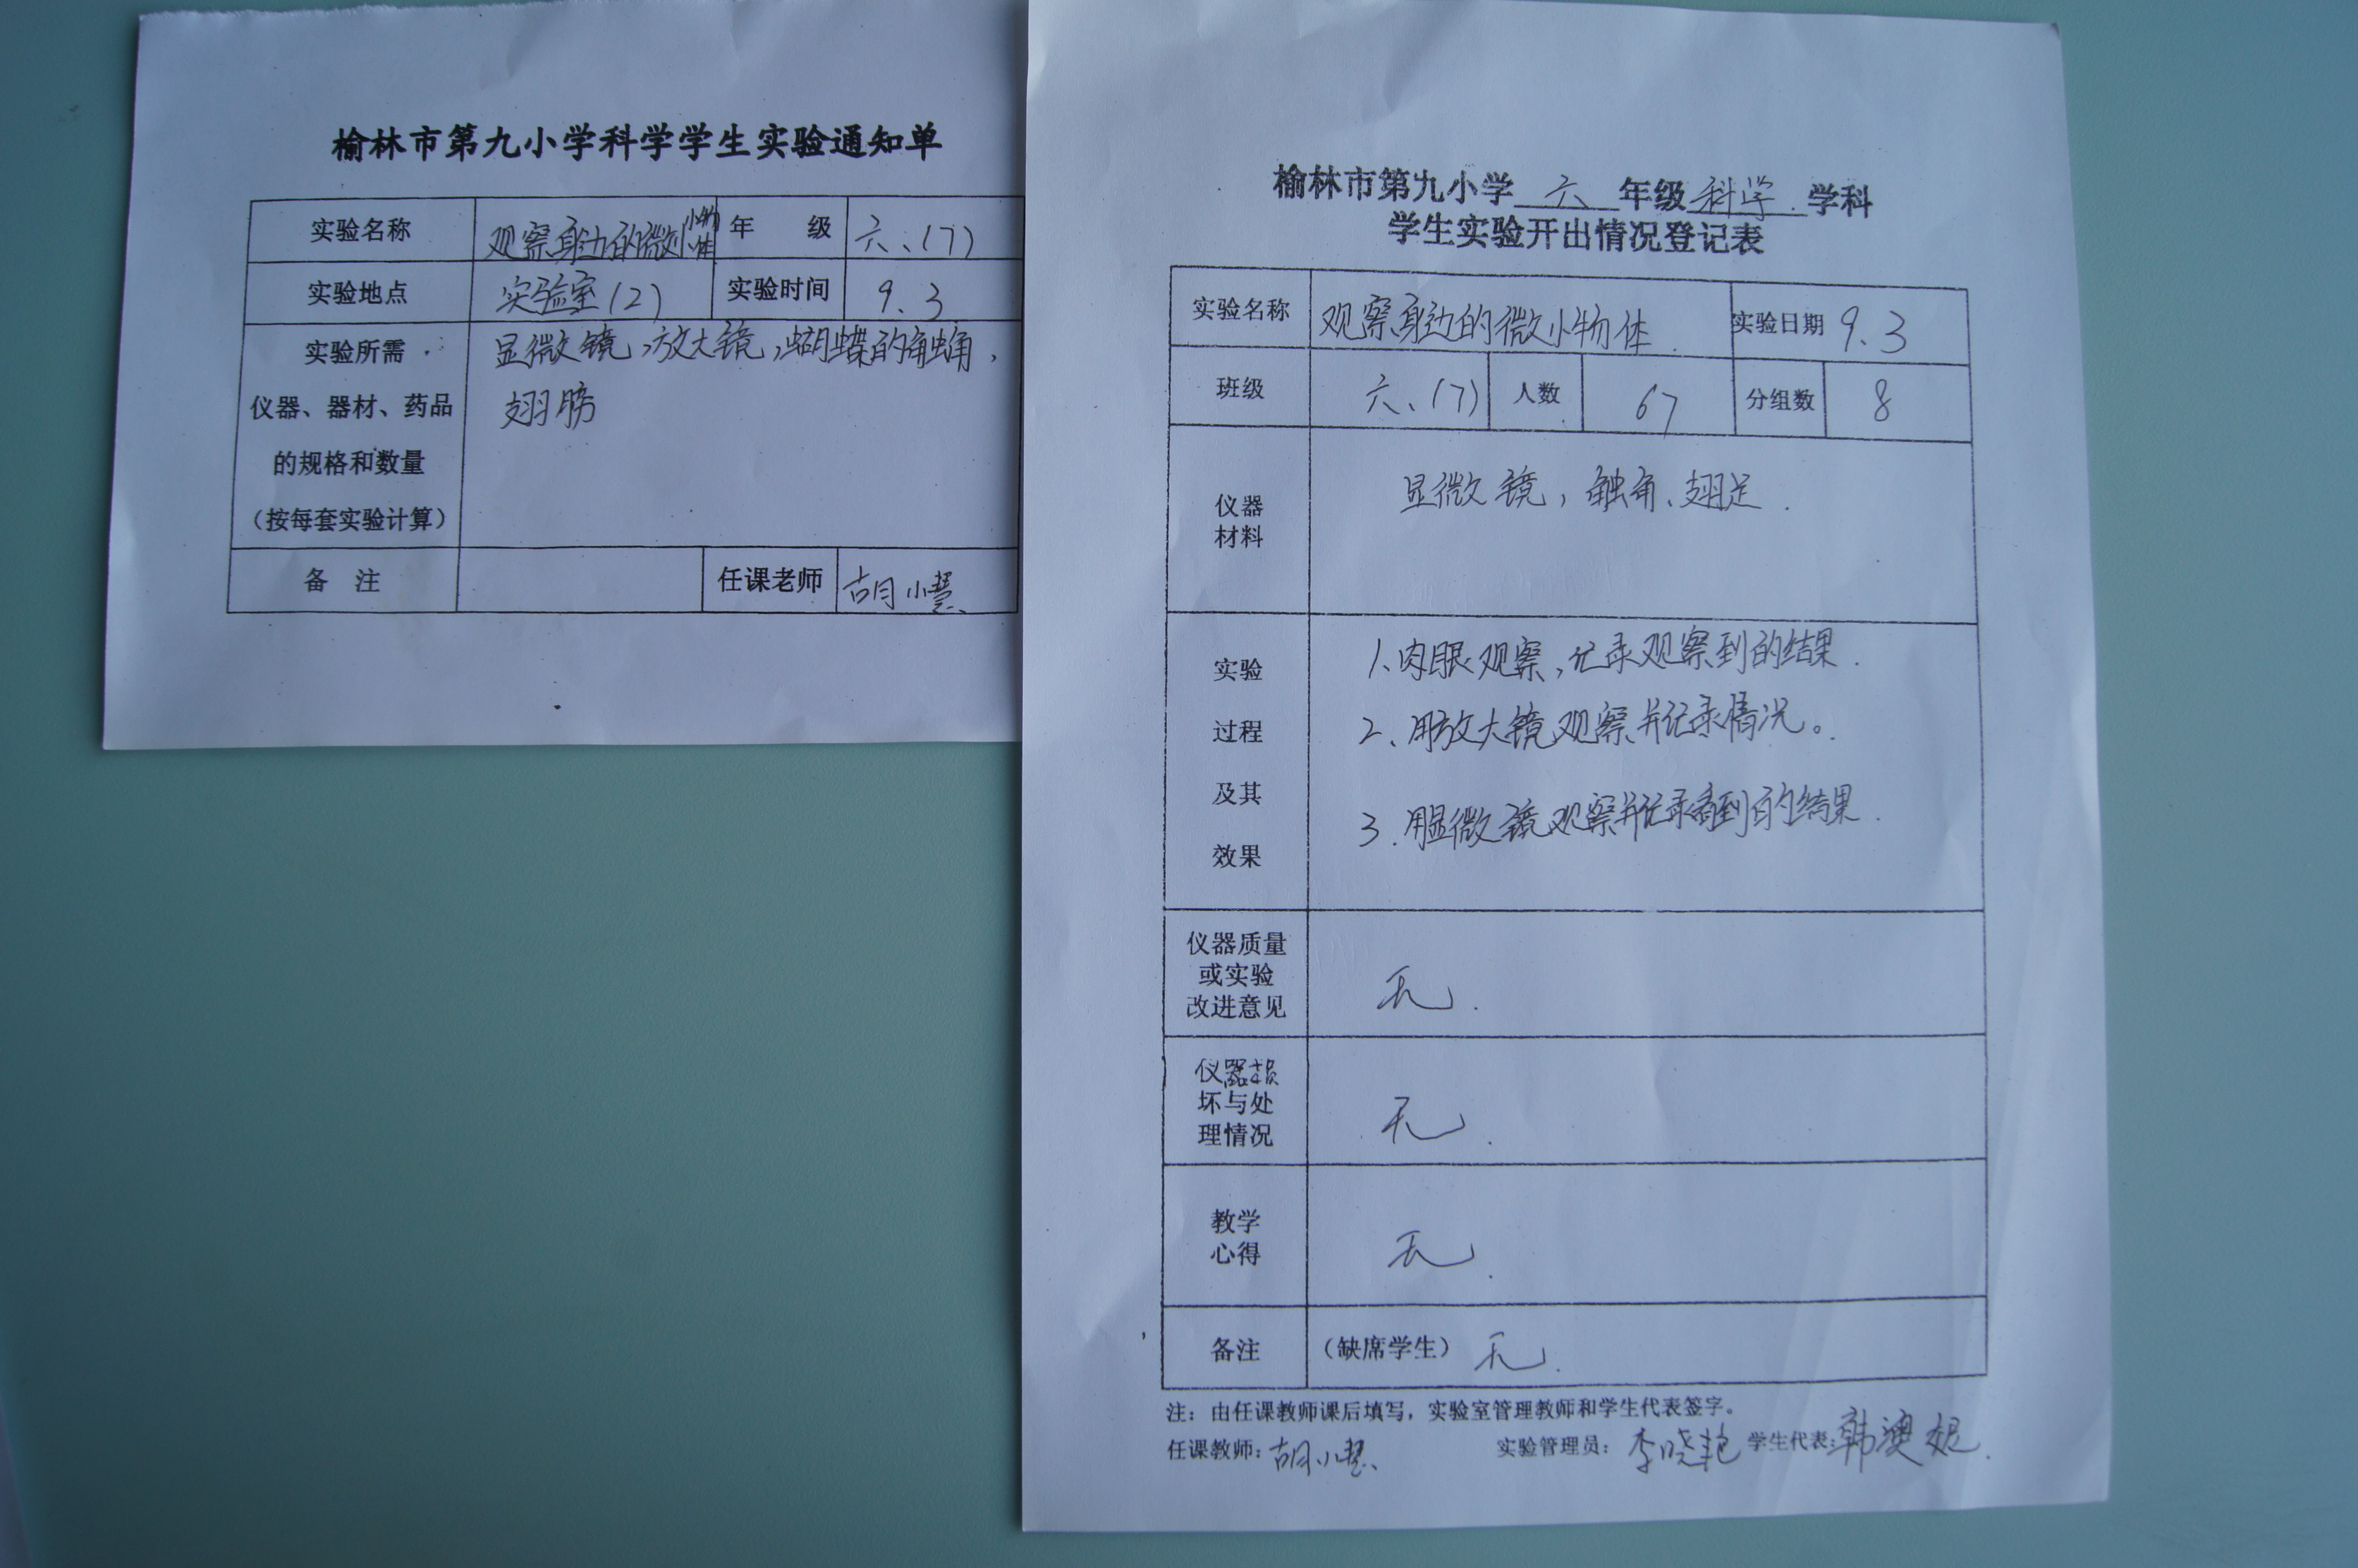 榆林市第九小学科学学生实验通知单
实验名称 观察身边的微小物体 年 级 六、(7)
实验地点 实验室(2) 实验时间 9.3
实验所需 显微镜,放大镜,蝴蝶的触角,
仪器、器材、药品 翅膀
的规格和数量
(按每套实验计算)
备 注 任课老师 胡小慧
榆林市第九小学 六 年级 科学. 学科
学生实验开出情况登记表
实验名称 观察身边的微小物体. 实验日期 9.3
班级 六、(7) 人数 67 分组数 8
仪器 显微镜,触角、翅足.
材料
实验 1、肉眼观察,记录观察到的结果.
过程 2、用放大镜观察并记录情况。
及其 3.用显微镜观察并记录看到的结果.
效果
仪器质量
或实验 无.
改进意见
仪器损
坏与处 无.
理情况
教学
心得 无.
备注 (缺席学生) 无.
注:由任课教师课后填写,实验室管理教师和学生代表签字。
任课教师:胡小慧 实验管理员:李晓艳 学生代表:韩澳妮.